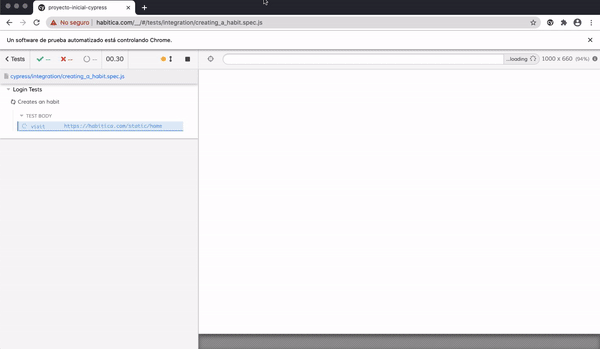 proyecto-inicial-cypress
No seguro | habitica.com/__/#/tests/integration/creating_a_habit.spec.js
Un software de prueba automatizado está controlando Chrome.
Tests -- -- -- 00,30 ...loading 1000 x 660 (94%)
cypress/integration/creating_a_habit.spec.js
Login Tests
Creates an habit
TEST BODY
visit https://habitica.com/static/home